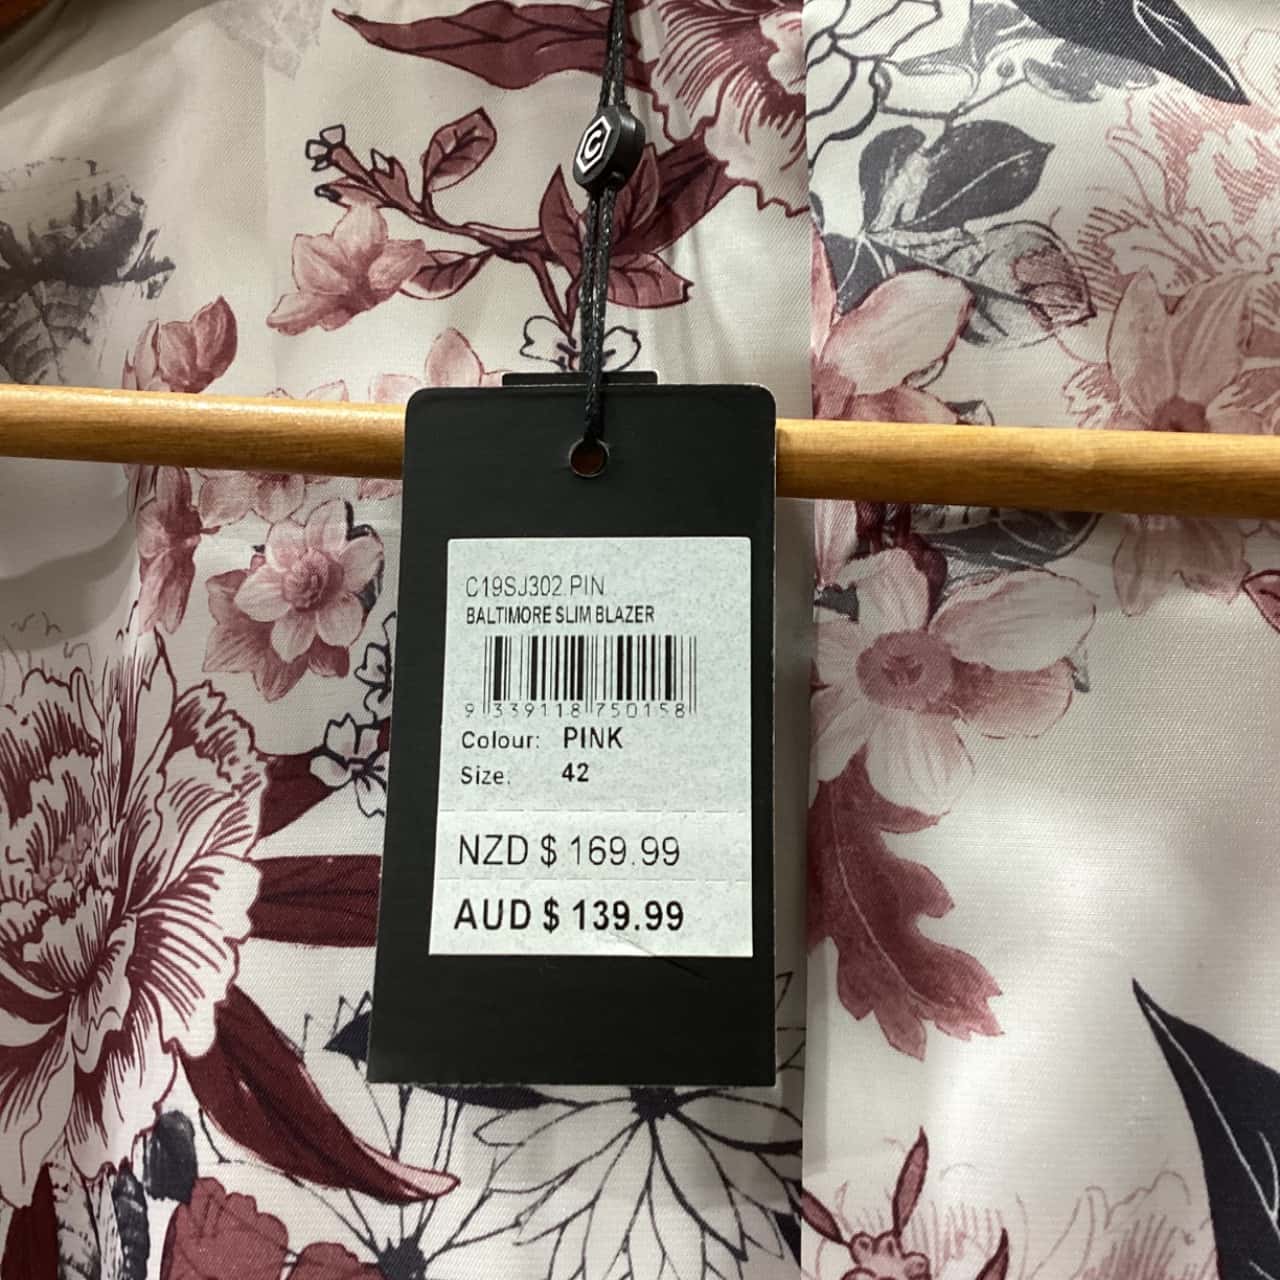 C
C19SJ302.PIN
BALTIMORE SLIM BLAZER
9 339118 750158
Colour: PINK
Size: 42
NZD $ 169.99
AUD $ 139.99